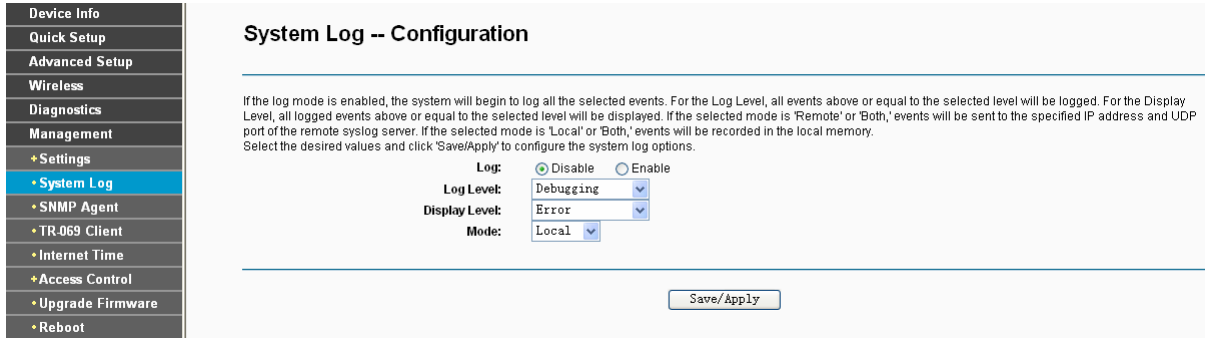 Device Info
Quick Setup
Advanced Setup
Wireless
Diagnostics
Management
+Settings
•System Log
•SNMP Agent
•TR-069 Client
•Internet Time
+Access Control
•Upgrade Firmware
•Reboot
System Log -- Configuration
If the log mode is enabled, the system will begin to log all the selected events. For the Log Level, all events above or equal to the selected level will be logged. For the Display
Level, all logged events above or equal to the selected level will be displayed. If the selected mode is 'Remote' or 'Both,' events will be sent to the specified IP address and UDP
port of the remote syslog server. If the selected mode is 'Local' or 'Both,' events will be recorded in the local memory.
Select the desired values and click 'Save/Apply' to configure the system log options.
Log: Disable Enable
Log Level: Debugging
Display Level: Error
Mode: Local
Save/Apply